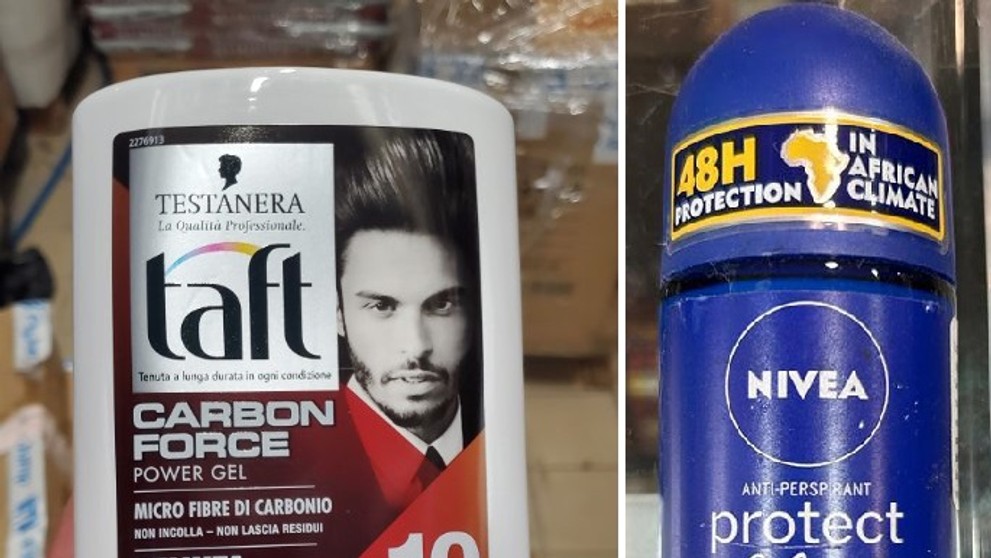 2276913
TESTANERA
La Qualità Professionale.
taft
Tenuta a lunga durata in ogni condizione
CARBON
FORCE
POWER GEL
MICRO FIBRE DI CARBONIO
NON INCOLLA – NON LASCIA RESIDUI
48H
PROTECTION
IN
AFRICAN
CLIMATE
NIVEA
ANTI-PERSPIRANT
protect